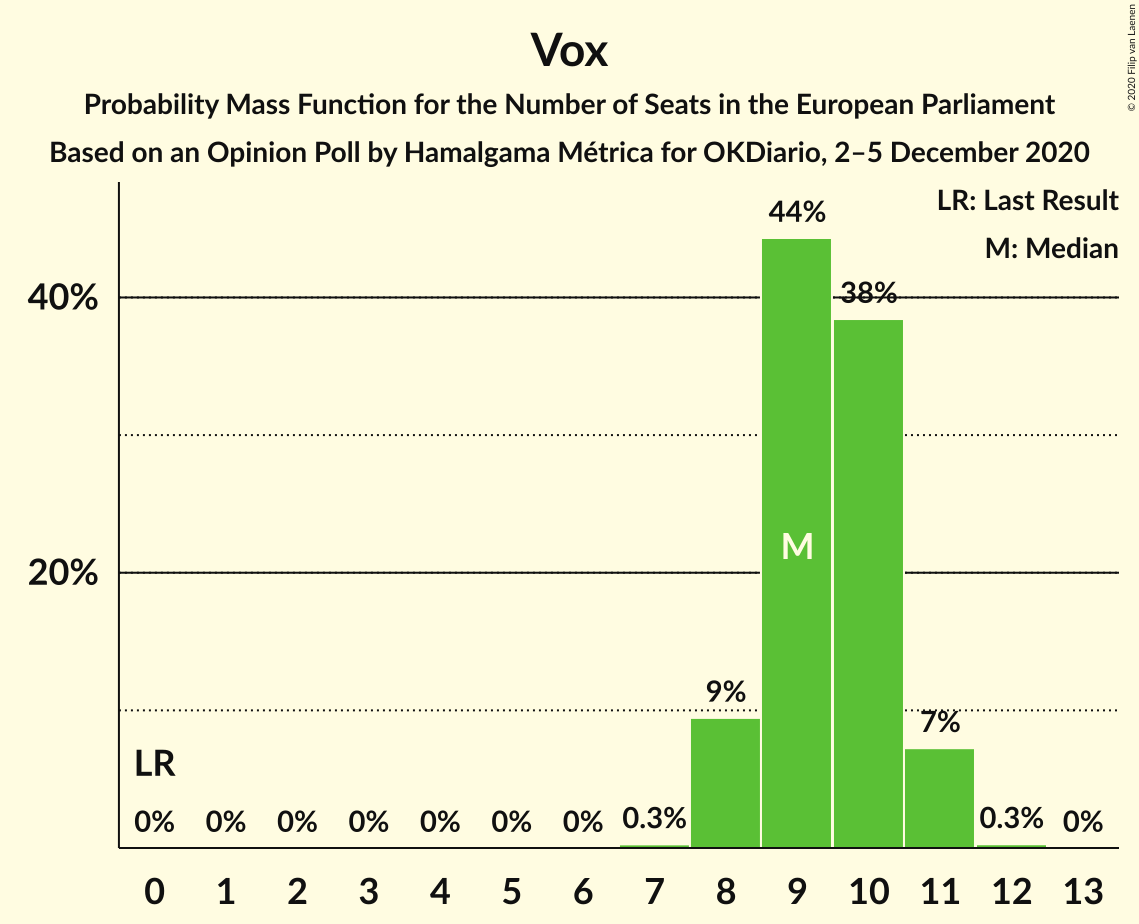 Vox
Probability Mass Function for the Number of Seats in the European Parliament
Based on an Opinion Poll by Hamalgama Métrica for OKDiario, 2–5 December 2020
© 2020 Filip van Laenen
LR: Last Result
M: Median
44%
40%
38%
M
20%
9%
7%
LR
0% 0% 0% 0% 0% 0% 0% 0.3% 0.3% 0%
0 1 2 3 4 5 6 7 8 9 10 11 12 13